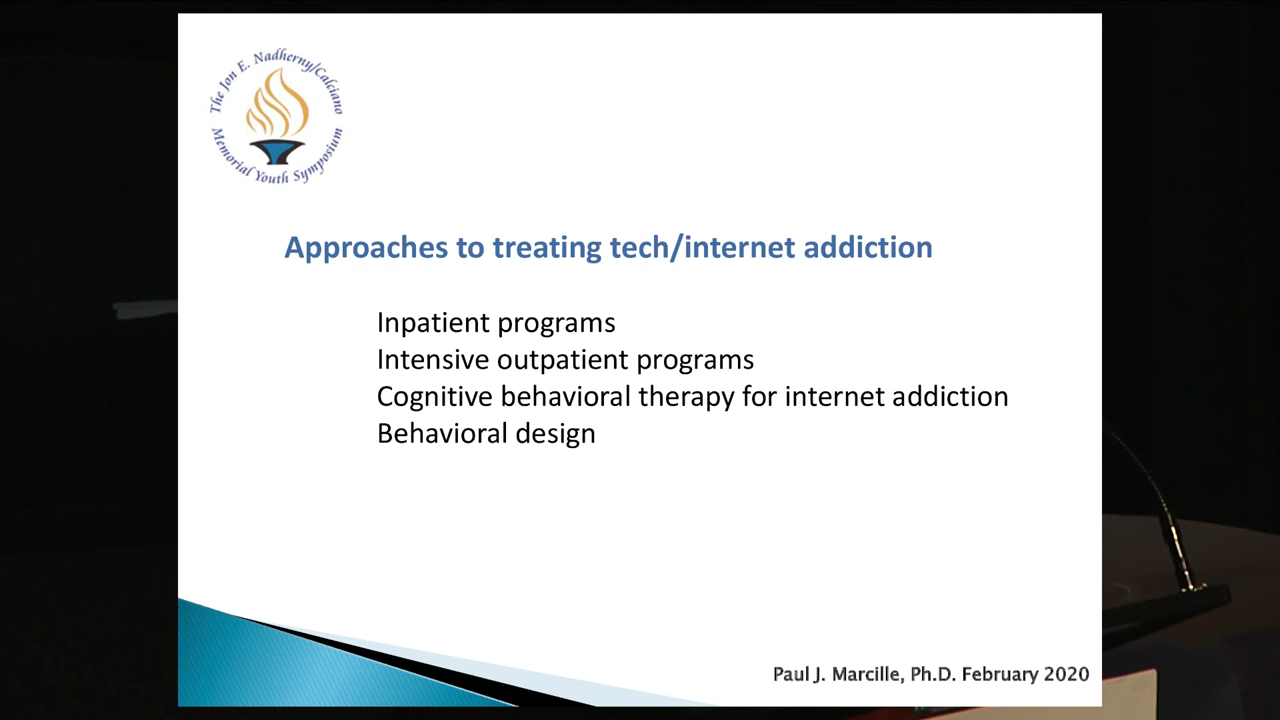 The Jon E. Nadherny/Calciano
Memorial Youth Symposium
Approaches to treating tech/internet addiction
Inpatient programs
Intensive outpatient programs
Cognitive behavioral therapy for internet addiction
Behavioral design
Paul J. Marcille, Ph.D. February 2020